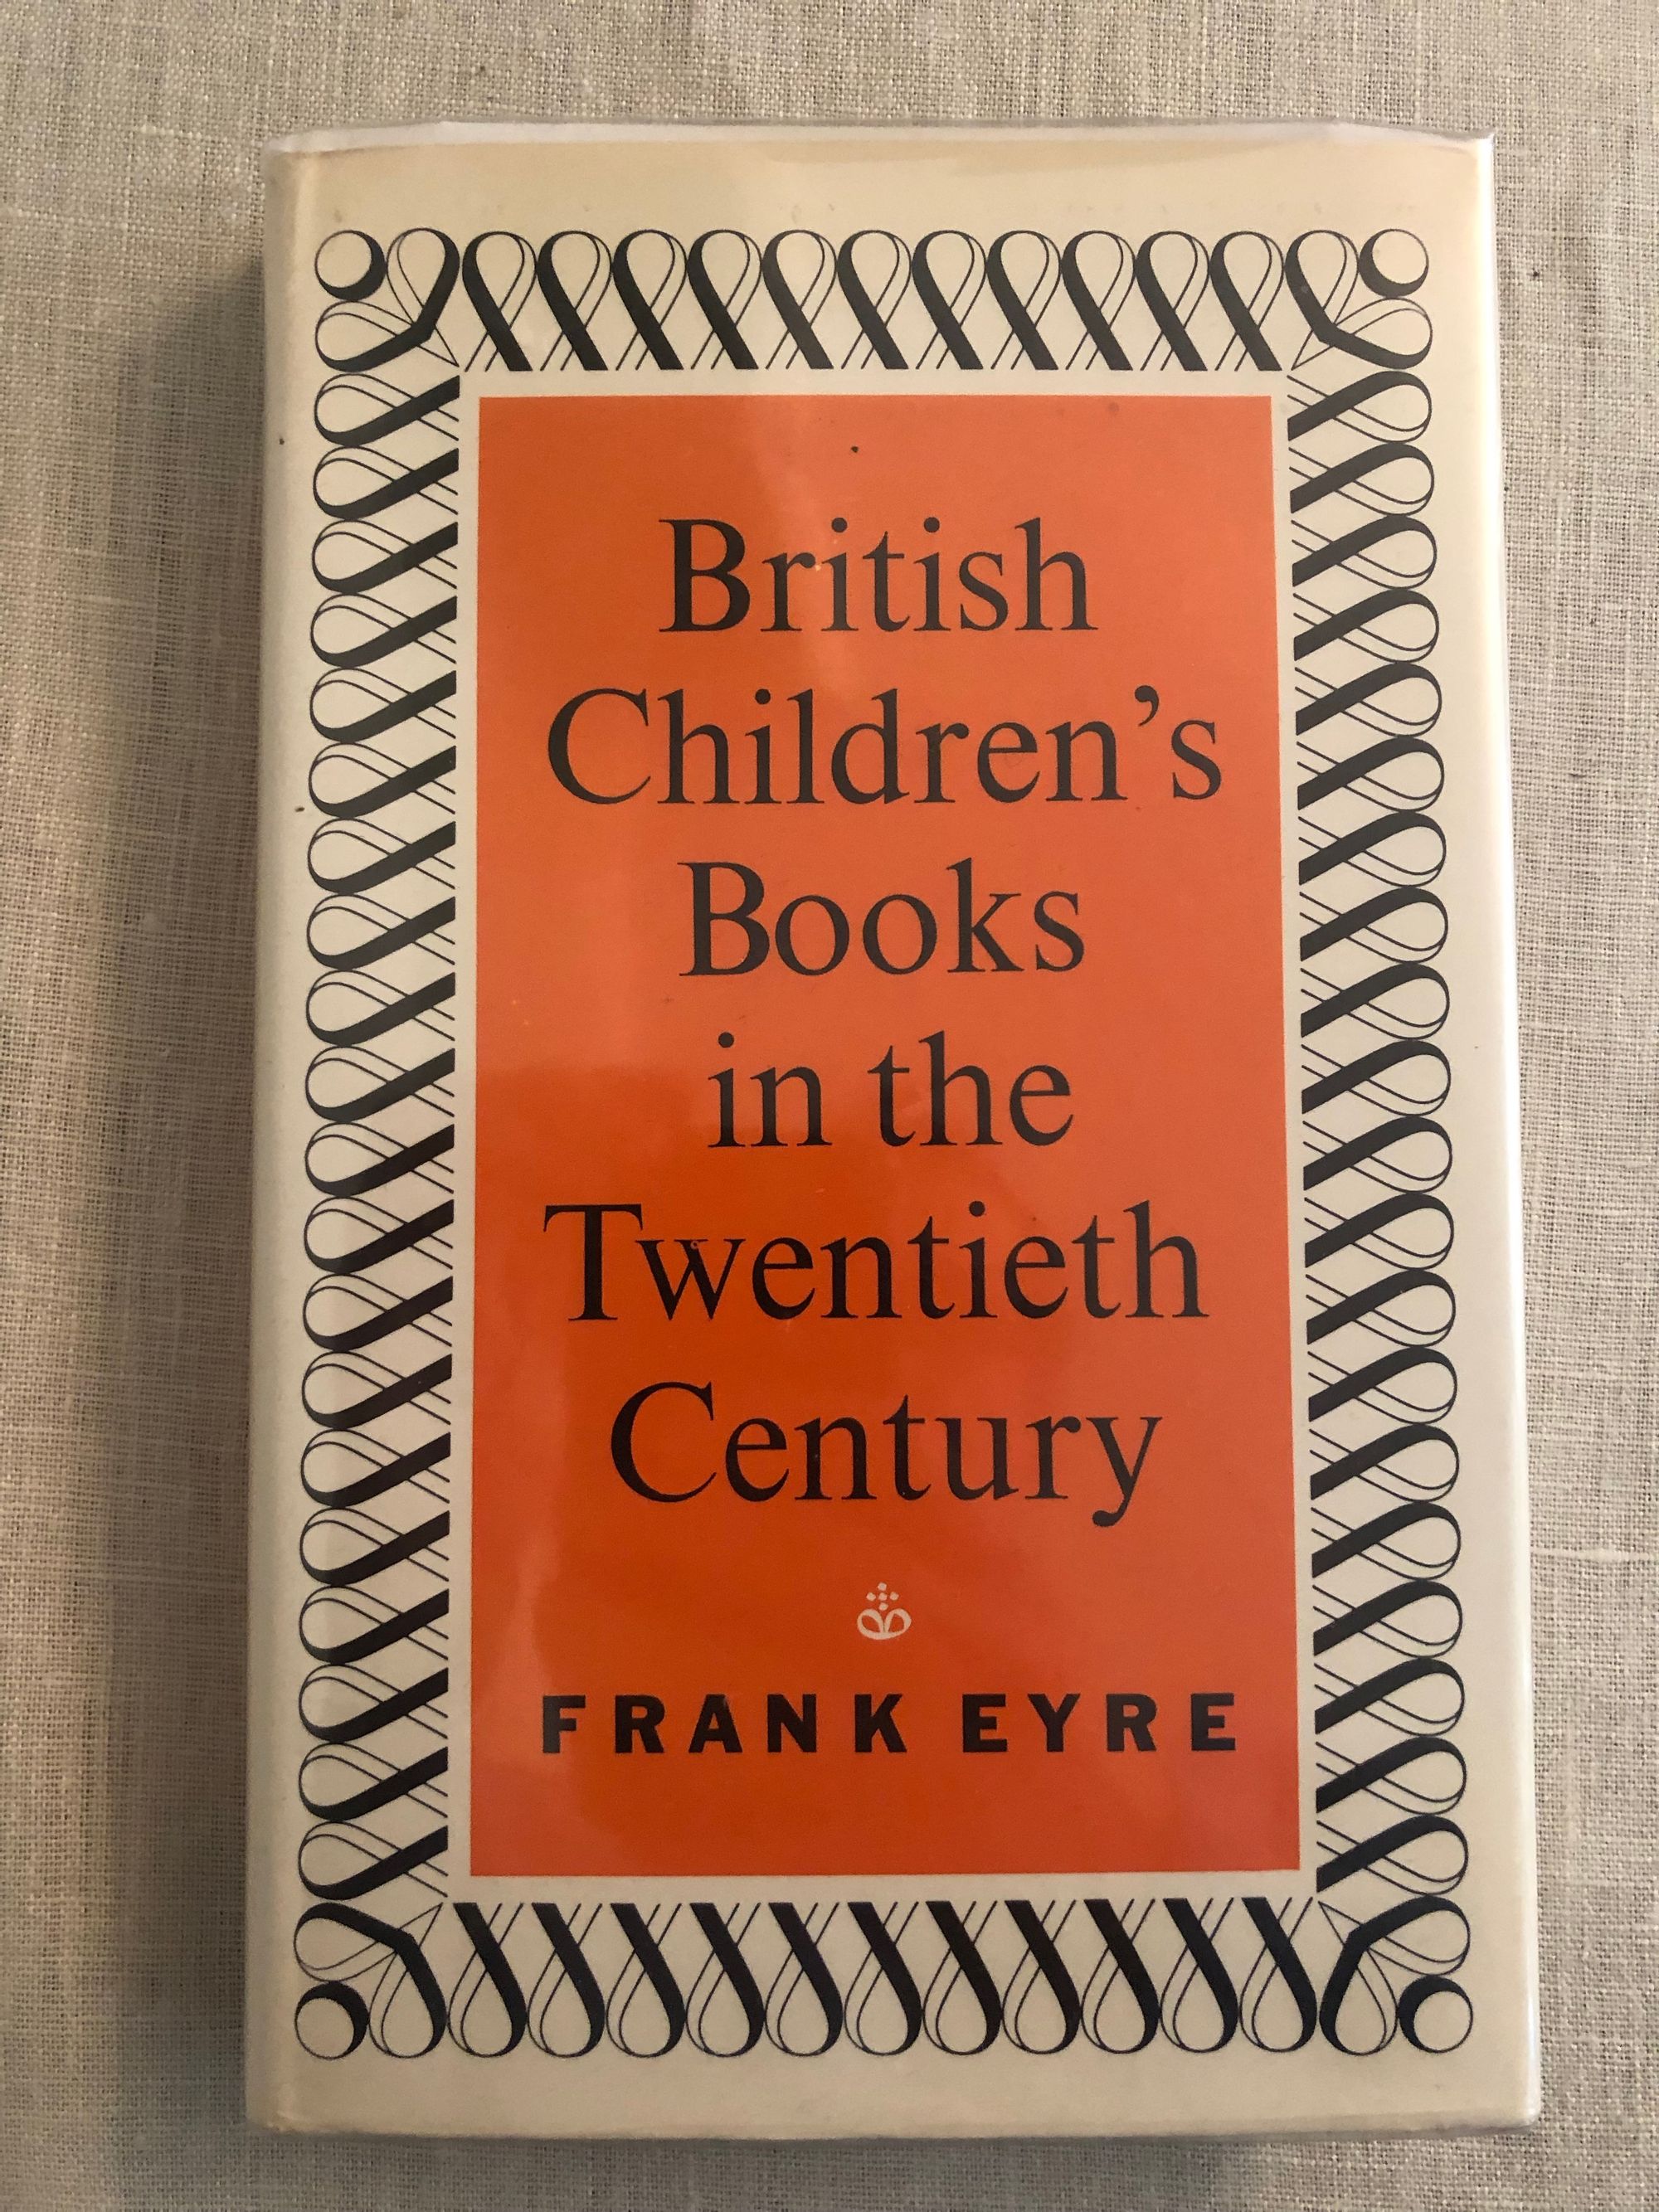 British
Children’s
Books
in the
Twentieth
Century
FRANK EYRE